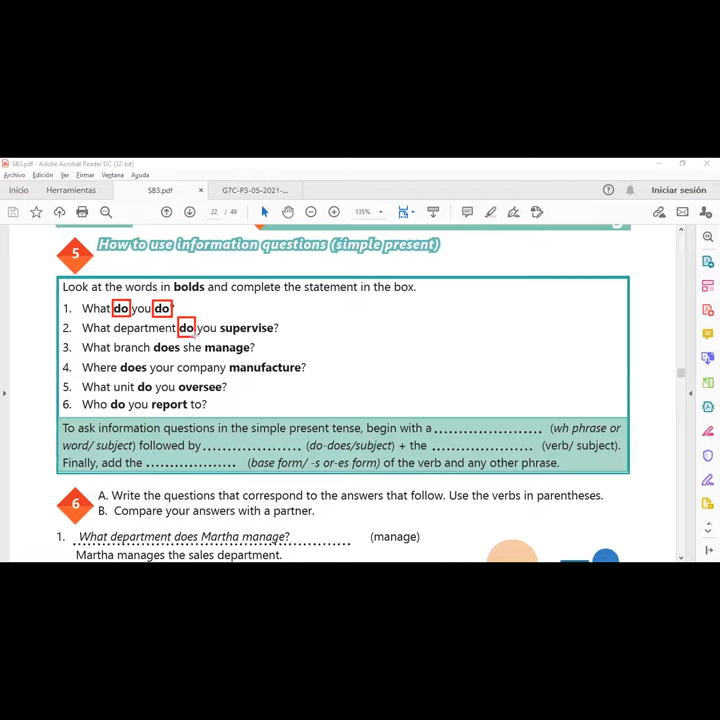 SB3.pdf - Adobe Acrobat Reader DC (32-bit)
Archivo Edición Ver Firmar Ventana Ayuda
Inicio Herramientas SB3.pdf × G7C-P3-05-2021-... Iniciar sesión
22 / 49 135%
5 How to use information questions (simple present)
Look at the words in bolds and complete the statement in the box.
1. What do you do?
2. What department do you supervise?
3. What branch does she manage?
4. Where does your company manufacture?
5. What unit do you oversee?
6. Who do you report to?
To ask information questions in the simple present tense, begin with a ...................... (wh phrase or
word/ subject) followed by .................... (do-does/subject) + the .................... (verb/ subject).
Finally, add the .................. (base form/ -s or-es form) of the verb and any other phrase.
6 A. Write the questions that correspond to the answers that follow. Use the verbs in parentheses.
B. Compare your answers with a partner.
1. What department does Martha manage? (manage)
Martha manages the sales department.